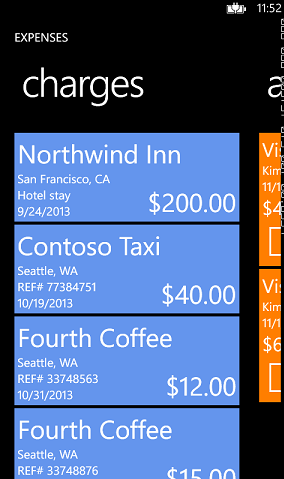 11:52
EXPENSES
charges
a
Northwind Inn
San Francisco, CA
Hotel stay
9/24/2013
$200.00
Contoso Taxi
Seattle, WA
REF# 77384751
10/19/2013
$40.00
Fourth Coffee
Seattle, WA
REF# 33748563
10/31/2013
$12.00
Fourth Coffee
Seattle, WA
REF# 33748876
$15.00
Vis
Kim
11/1
$4
Vis
Kim
11/1
$6